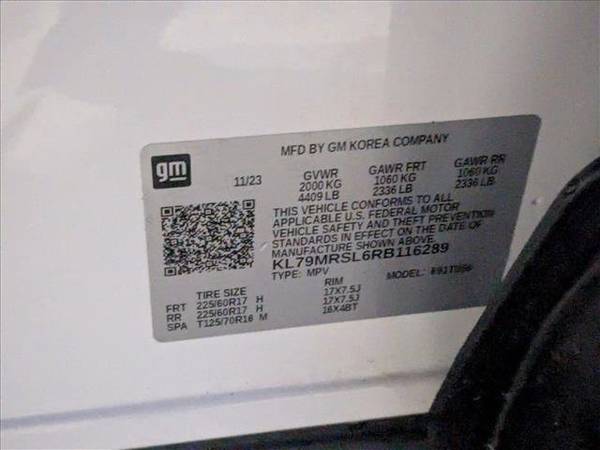 gm
MFD BY GM KOREA COMPANY
11/23 GVWR GAWR FRT GAWR RR
2000 KG 1060 KG 1060 KG
4409 LB 2336 LB 2336 LB
THIS VEHICLE CONFORMS TO ALL
APPLICABLE U.S. FEDERAL MOTOR
VEHICLE SAFETY AND THEFT PREVENTION
STANDARDS IN EFFECT ON THE DATE OF
MANUFACTURE SHOWN ABOVE.
KL79MRSL6RB116289
TYPE: MPV MODEL:
TIRE SIZE RIM
FRT 225/60R17 H 17X7.5J
RR 225/60R17 H 17X7.5J
SPA T125/70R16 M 16X4BT